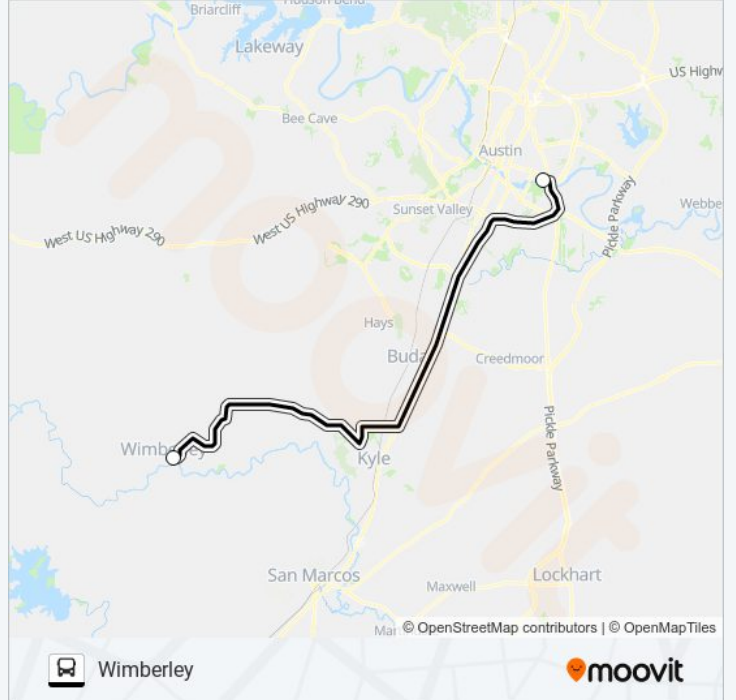 Briarcliff
Hudson Bend
Lakeway
US Highw
Bee Cave
Austin
Pickle Parkway
Webbe
Sunset Valley
West US Highway 290
West US Highway 290
Hays
Buda
Creedmoor
Pickle Parkway
Wimberley
Kyle
San Marcos
Maxwell
Lockhart
Mar
© OpenStreetMap contributors | © OpenMapTiles
moovit
Wimberley
moovit